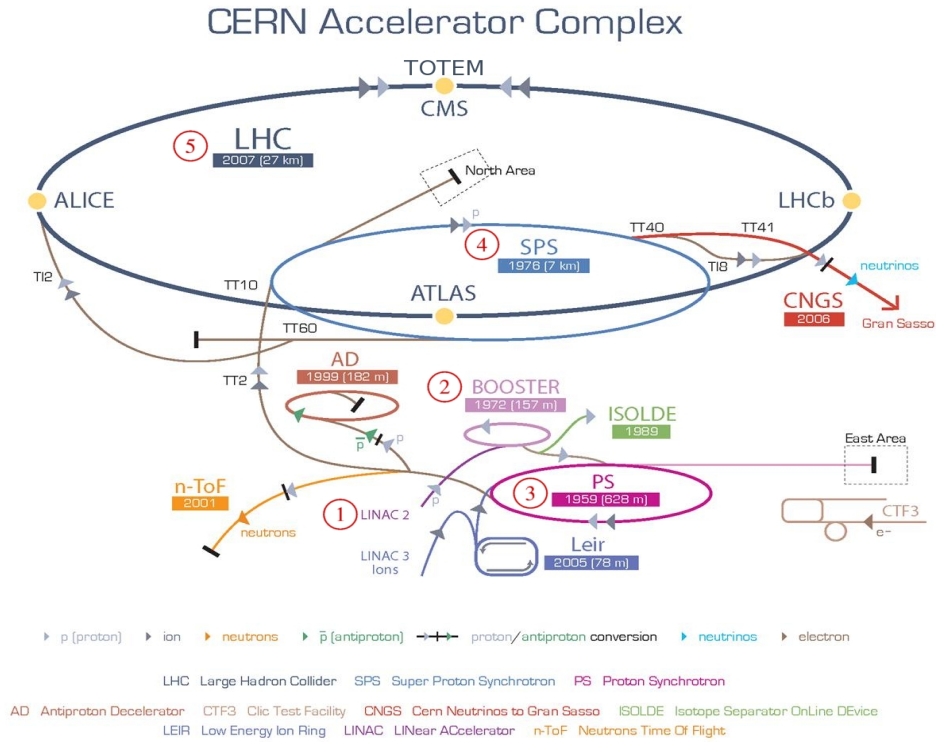 CERN Accelerator Complex
TOTEM
CMS
5
LHC
2007 (27 km)
North Area
ALICE
LHCb
p
4
SPS
1976 (7 km)
TT40
TT41
TI8
TI2
TT10
ATLAS
neutrinos
CNGS
2006
Gran Sasso
TT60
AD
1999 (182 m)
TT2
2
BOOSTER
1972 (157 m)
ISOLDE
1989
East Area
p̅
p
n-ToF
2001
3
PS
1959 (628 m)
1
LINAC 2
p
neutrons
CTF3
e-
LINAC 3
Ions
Leir
2005 (78 m)
p (proton) ion neutrons p̅ (antiproton) proton/antiproton conversion neutrinos electron
LHC Large Hadron Collider SPS Super Proton Synchrotron PS Proton Synchrotron
AD Antiproton Decelerator CTF3 Clic Test Facility CNGS Cern Neutrinos to Gran Sasso ISOLDE Isotope Separator OnLine DEvice
LEIR Low Energy Ion Ring LINAC LINear ACcelerator n-ToF Neutrons Time Of Flight